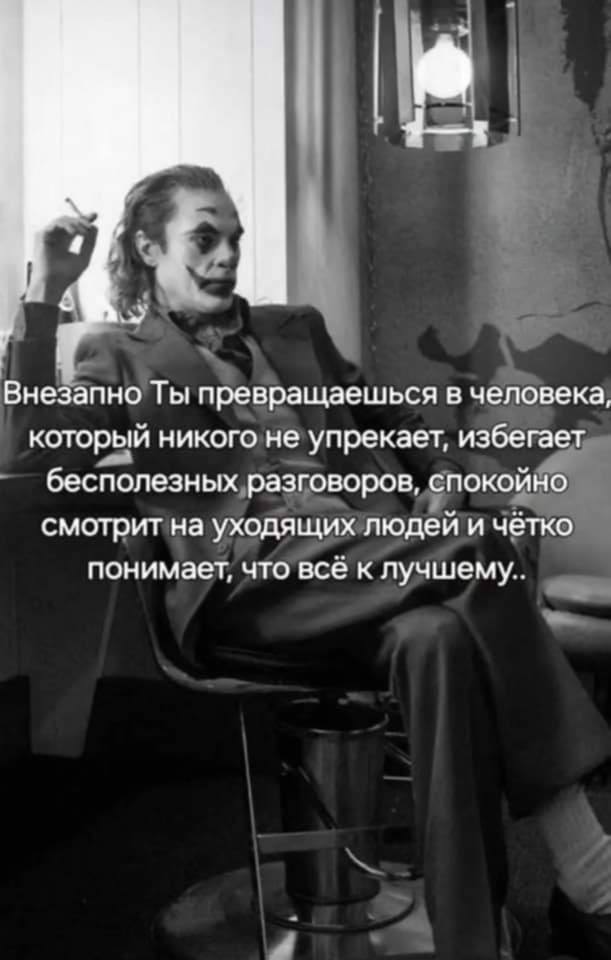 Внезапно Ты превращаешься в человека,
который никого не упрекает, избегает
бесполезных разговоров, спокойно
смотрит на уходящих людей и чётко
понимает, что всё к лучшему..